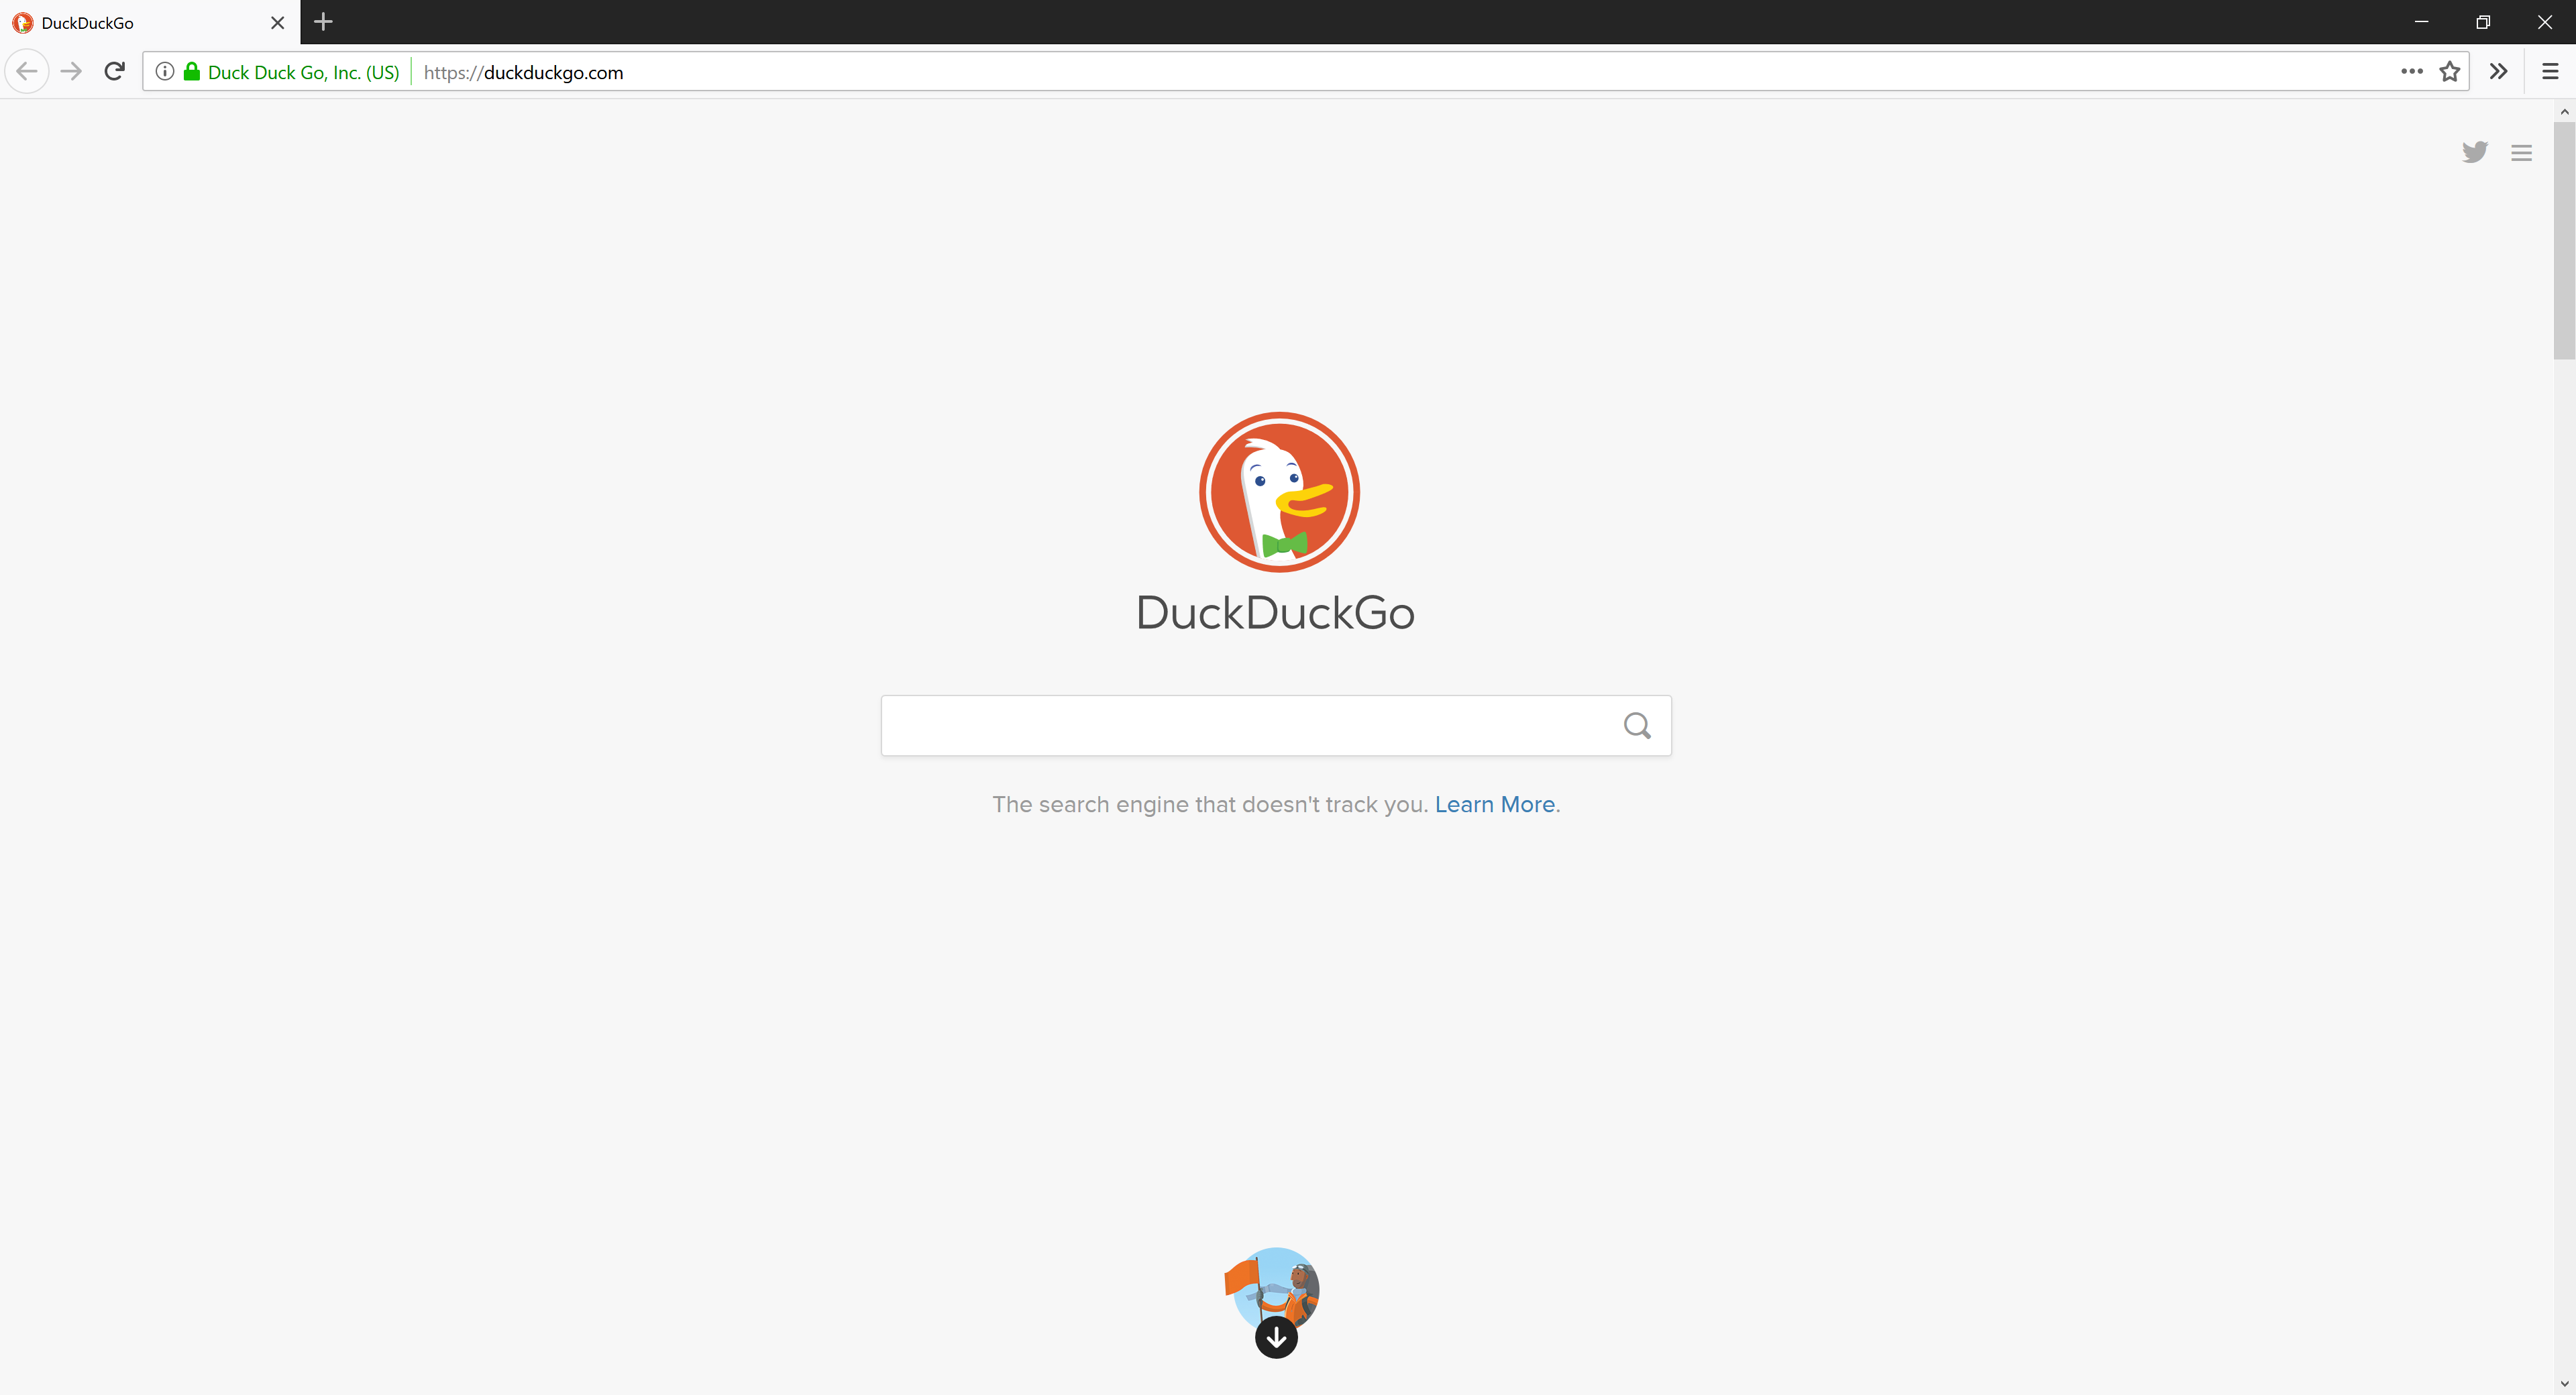 DuckDuckGo
Duck Duck Go, Inc. (US) https://duckduckgo.com
DuckDuckGo
The search engine that doesn't track you. Learn More.